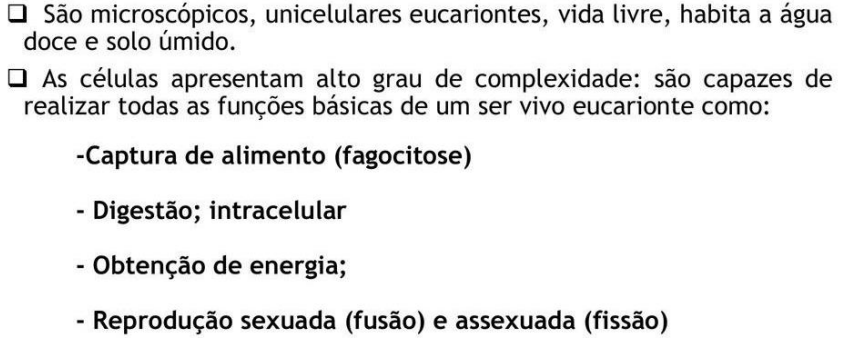 ❑ São microscópicos, unicelulares eucariontes, vida livre, habita a água
doce e solo úmido.
❑ As células apresentam alto grau de complexidade: são capazes de
realizar todas as funções básicas de um ser vivo eucarionte como:
-Captura de alimento (fagocitose)
- Digestão; intracelular
- Obtenção de energia;
- Reprodução sexuada (fusão) e assexuada (fissão)